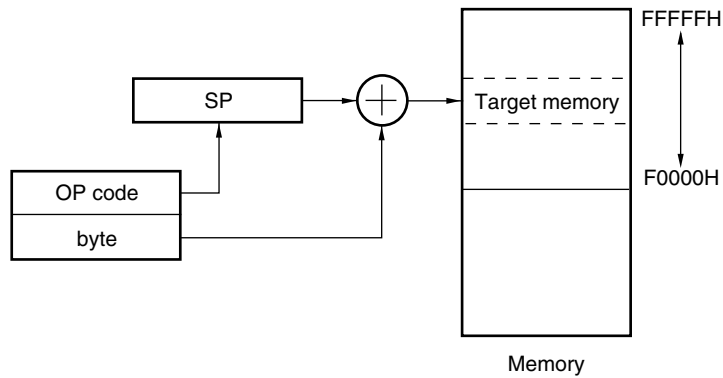 FFFFFH
SP
Target memory
OP code
F0000H
byte
Memory